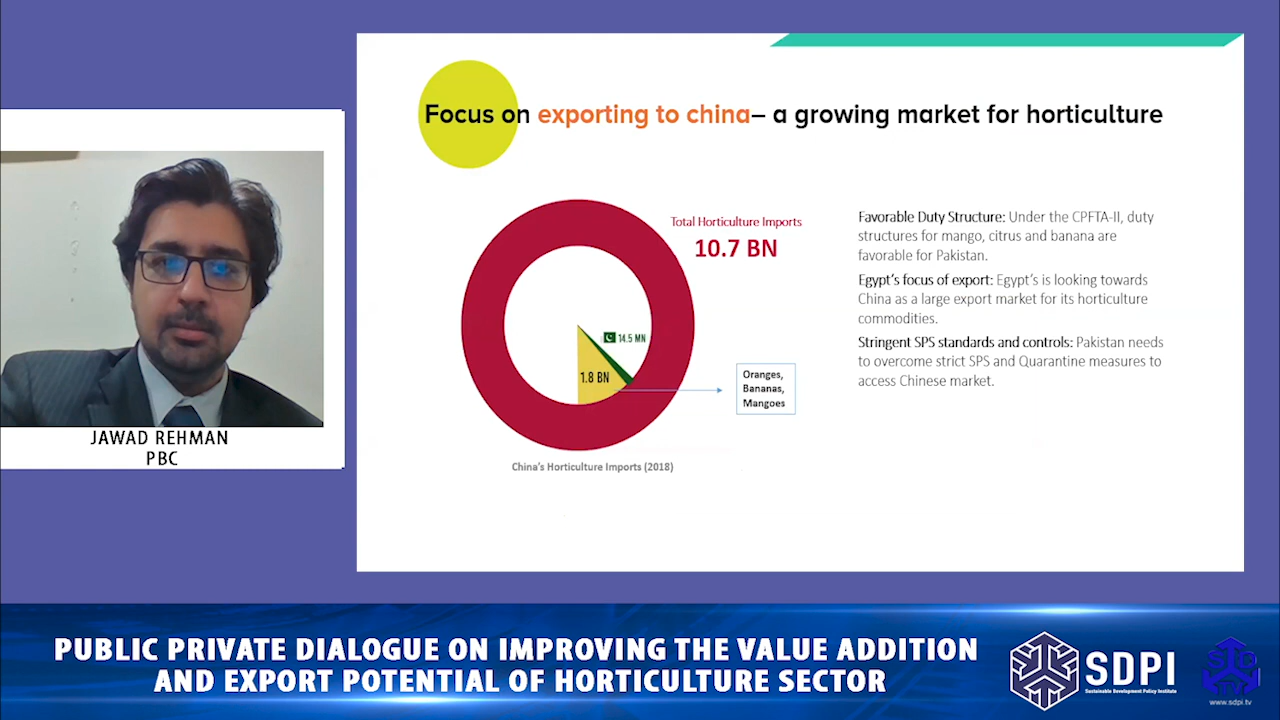 Focus on exporting to china– a growing market for horticulture
Total Horticulture Imports
10.7 BN
14.5 MN
1.8 BN
Oranges,
Bananas,
Mangoes
China's Horticulture Imports (2018)
Favorable Duty Structure: Under the CPFTA-II, duty
structures for mango, citrus and banana are
favorable for Pakistan.
Egypt's focus of export: Egypt's is looking towards
China as a large export market for its horticulture
commodities.
Stringent SPS standards and controls: Pakistan needs
to overcome strict SPS and Quarantine measures to
access Chinese market.
JAWAD REHMAN
PBC
PUBLIC PRIVATE DIALOGUE ON IMPROVING THE VALUE ADDITION
AND EXPORT POTENTIAL OF HORTICULTURE SECTOR
SDPI
Sustainable Development Policy Institute
www.sdpi.tv